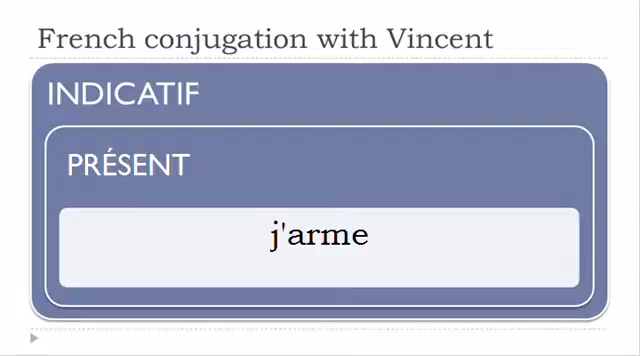 French conjugation with Vincent
INDICATIF
PRÉSENT
j'arme